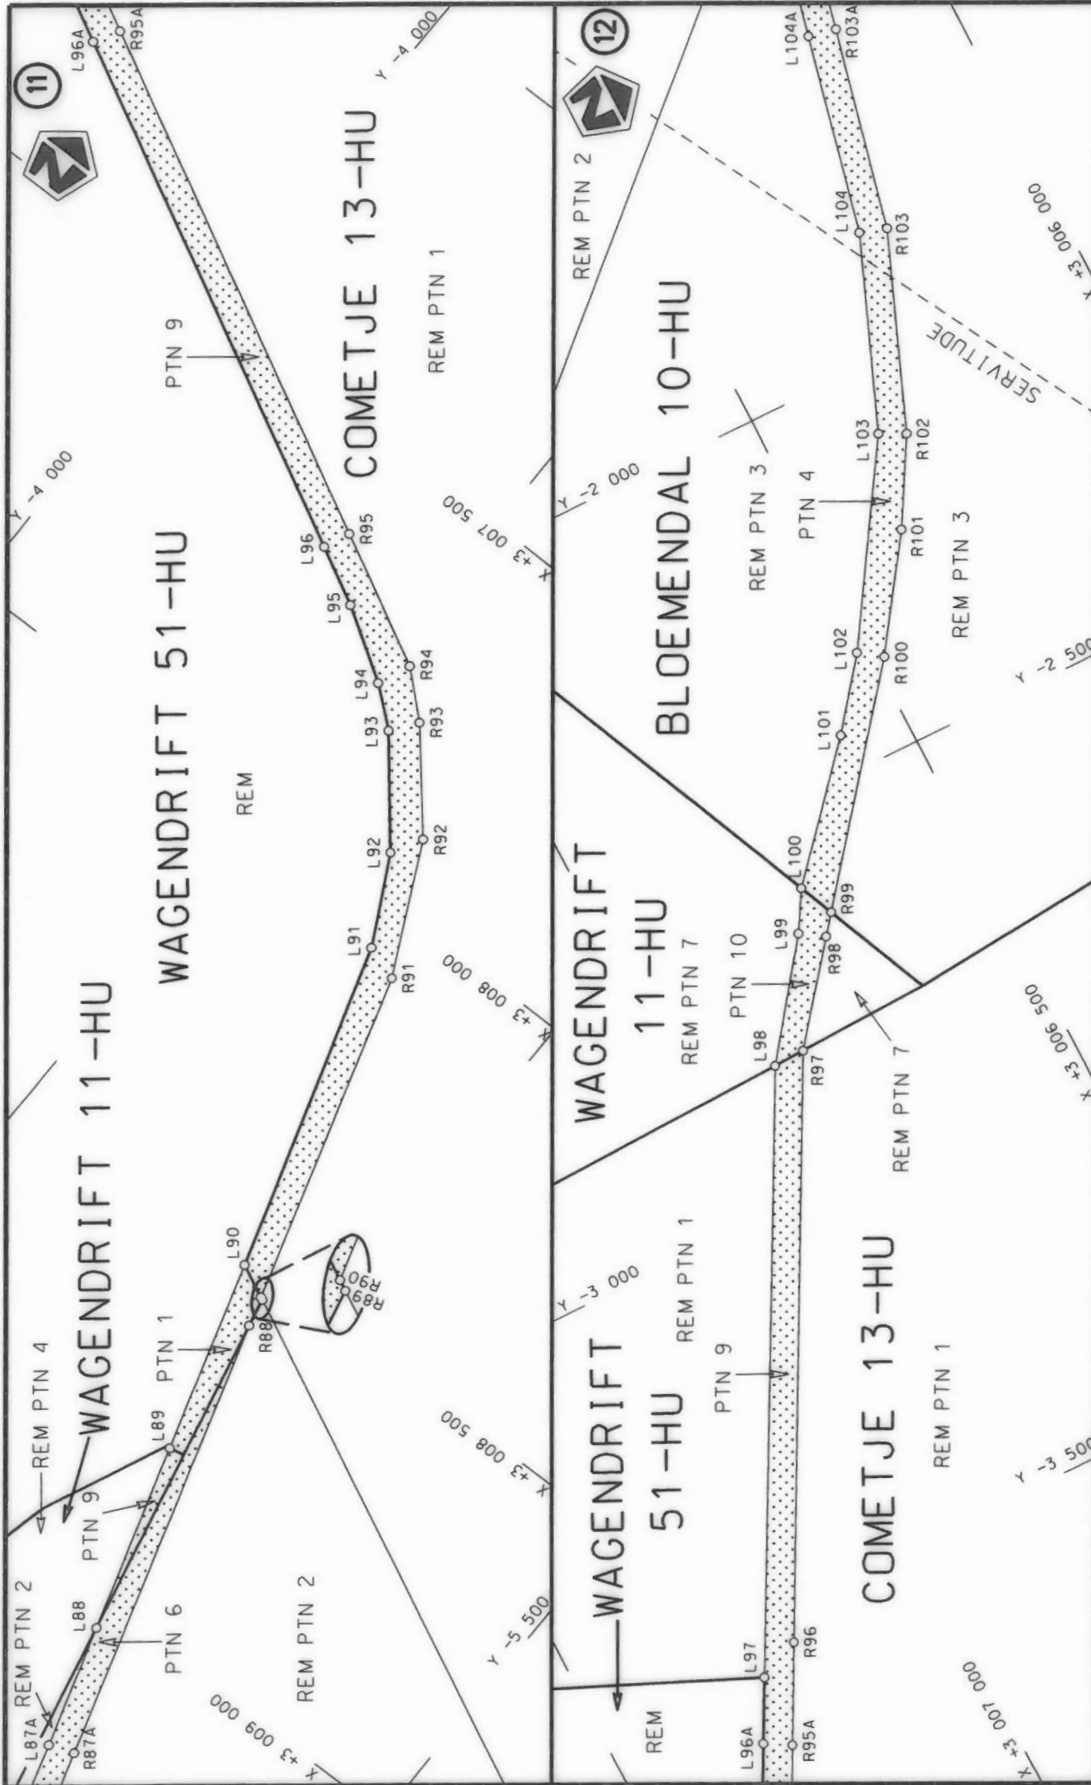 11
L96A
R95A
Y -4 000
COMETJE 13-HU
REM PTN 1
PTN 9
Y -4 000
WAGENDRIFT 51-HU
REM
L96
R95
L95
X +3 007 500
L94
R94
L93
R93
L92
R92
L91
R91
X +3 008 000
WAGENDRIFT 11-HU
REM PTN 4
L90
R90
R89
R88
PTN 1
L89
PTN 9
X +3 008 500
L88
PTN 6
REM PTN 2
REM PTN 2
L87A
R87A
Y -5 500
X +3 009 000
12
L104A
R103A
REM PTN 2
L104
R103
X +3 006 000
SERVITUDE
BLOEMENDAL 10-HU
L103
R102
Y -2 000
REM PTN 3
PTN 4
R101
REM PTN 3
L102
R100
Y -2 500
L101
L100
R99
L99
R98
WAGENDRIFT
11-HU
REM PTN 7
PTN 10
L98
R97
REM PTN 7
X +3 006 500
Y -3 000
REM PTN 1
PTN 9
WAGENDRIFT
51-HU
COMETJE 13-HU
REM PTN 1
Y -3 500
L97
R96
REM
L96A
R95A
X +3 007 000